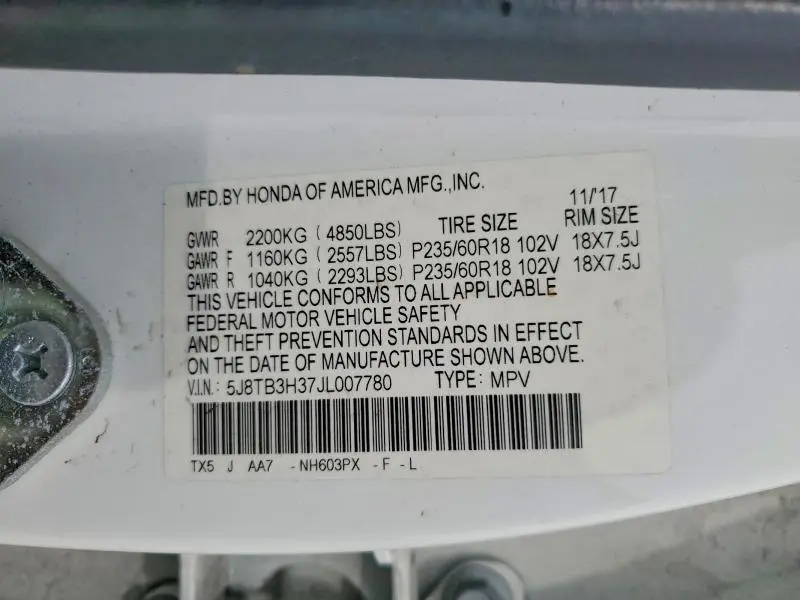 MFD.BY HONDA OF AMERICA MFG.,INC. 11/'17
GVWR 2200KG ( 4850LBS) TIRE SIZE RIM SIZE
GAWR F 1160KG ( 2557LBS) P235/60R18 102V 18X7.5J
GAWR R 1040KG ( 2293LBS) P235/60R18 102V 18X7.5J
THIS VEHICLE CONFORMS TO ALL APPLICABLE
FEDERAL MOTOR VEHICLE SAFETY
AND THEFT PREVENTION STANDARDS IN EFFECT
ON THE DATE OF MANUFACTURE SHOWN ABOVE.
V.I.N.: 5J8TB3H37JL007780 TYPE: MPV
TX5 J AA7 -NH603PX -F -L